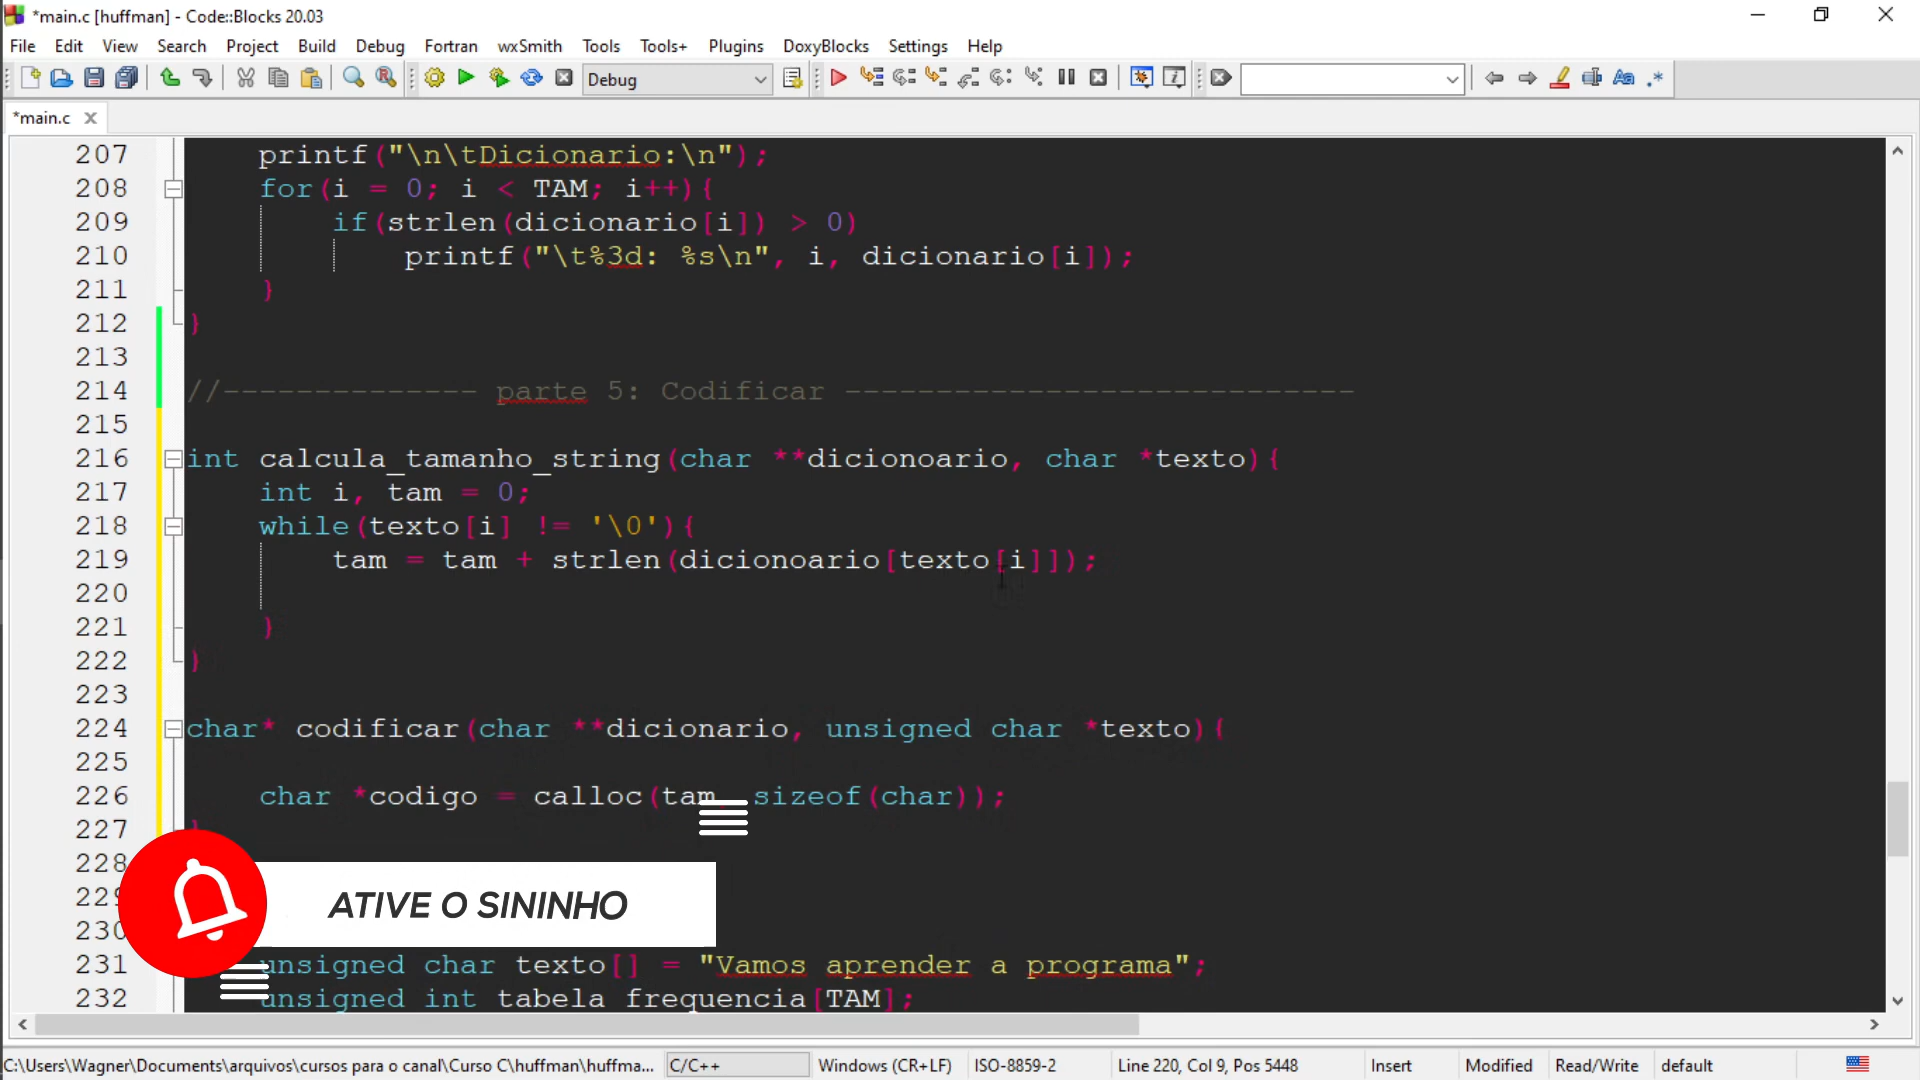 *main.c [huffman] - Code::Blocks 20.03
File Edit View Search Project Build Debug Fortran wxSmith Tools Tools+ Plugins DoxyBlocks Settings Help
Debug
*main.c
207 printf("\n\tDicionario:\n");
208 for(i = 0; i < TAM; i++){
209 if(strlen(dicionario[i]) > 0)
210 printf("\t%3d: %s\n", i, dicionario[i]);
211 }
212 }
213
214 //-------------- parte 5: Codificar ----------------------------
215
216 int calcula_tamanho_string(char **dicionoario, char *texto){
217 int i, tam = 0;
218 while(texto[i] != '\0'){
219 tam = tam + strlen(dicionoario[texto[i]]);
220
221 }
222 }
223
224 char* codificar(char **dicionario, unsigned char *texto){
225
226 char *codigo = calloc(tam, sizeof(char));
227 }
228
229
230
ATIVE O SININHO
231 unsigned char texto[] = "Vamos aprender a programa";
232 unsigned int tabela_frequencia[TAM];
C:\Users\Wagner\Documents\arquivos\cursos para o canal\Curso C\huffman\huffma... C/C++ Windows (CR+LF) ISO-8859-2 Line 220, Col 9, Pos 5448 Insert Modified Read/Write default